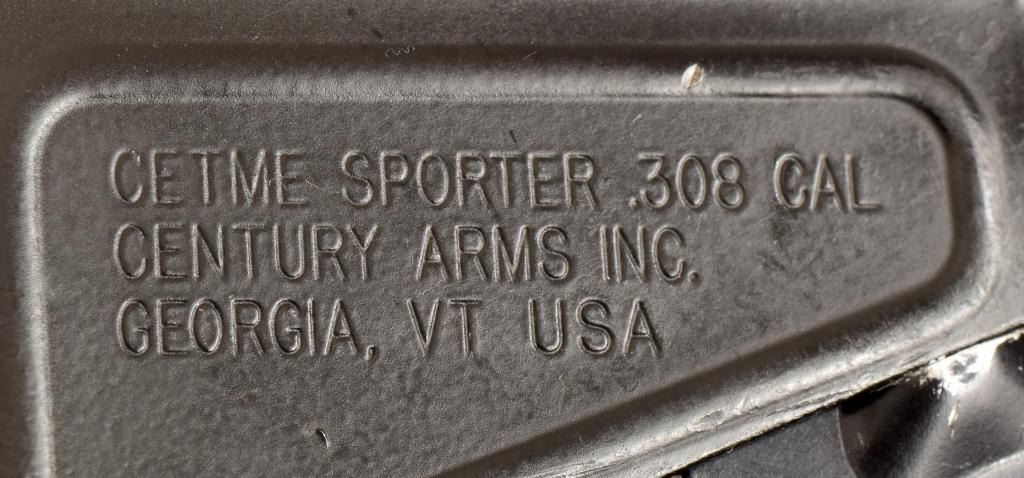 CETME SPORTER .308 CAL
CENTURY ARMS INC.
GEORGIA, VT USA